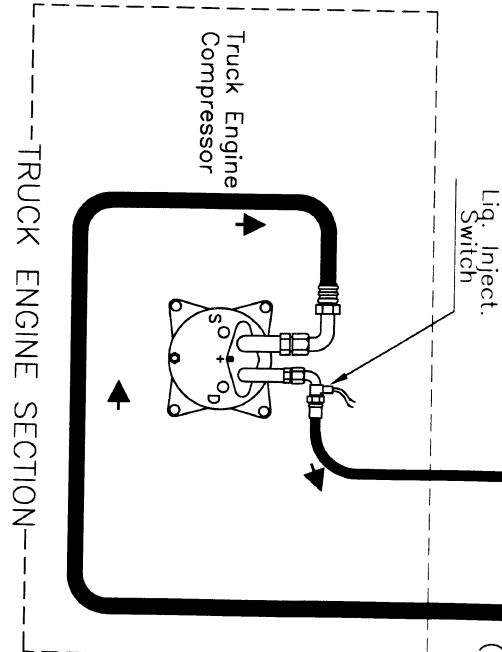 Liq. Inject.
Switch
Truck Engine
Compressor
S
D
TRUCK ENGINE SECTION